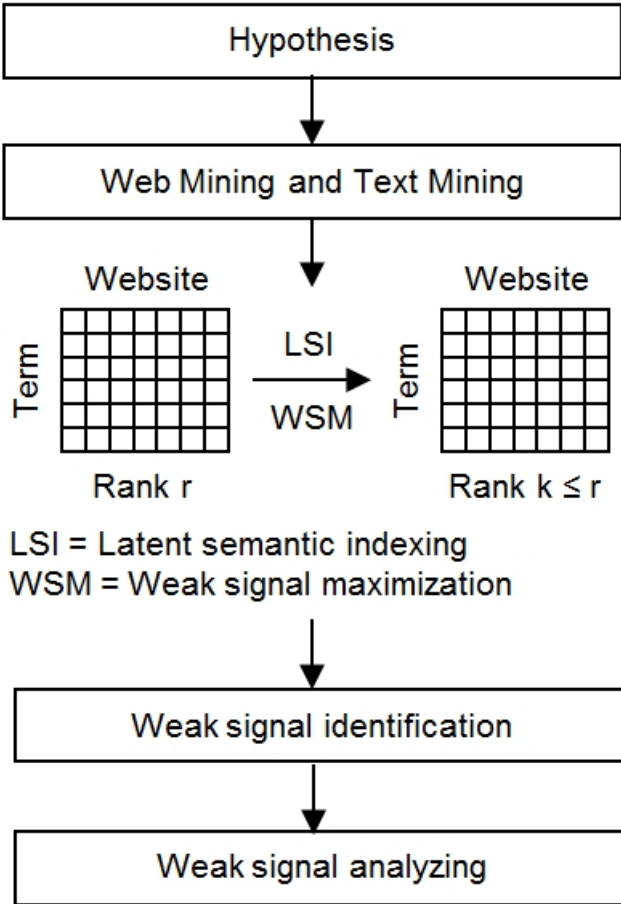 Hypothesis
Web Mining and Text Mining
Website
Website
Term
LSI
WSM
Term
Rank r
Rank k ≤ r
LSI = Latent semantic indexing
WSM = Weak signal maximization
Weak signal identification
Weak signal analyzing